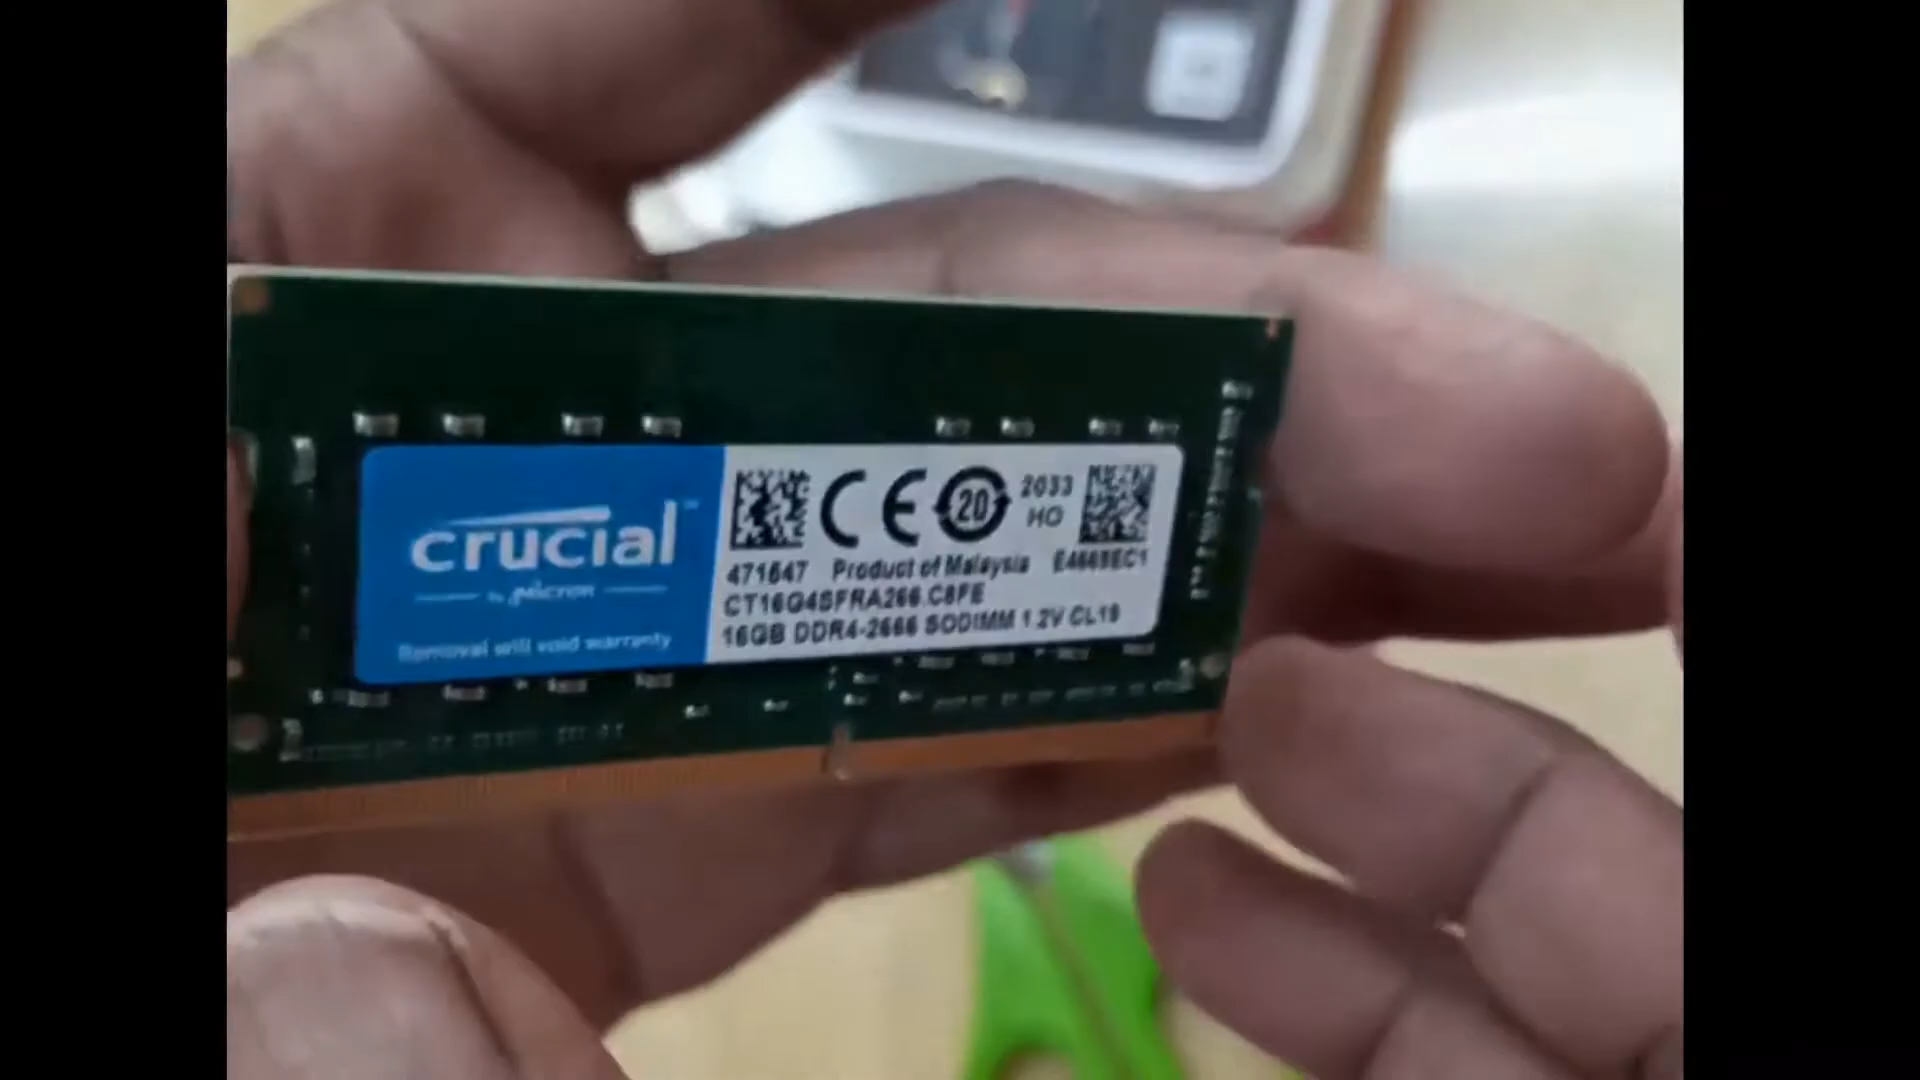 crucial™
by Micron
Removal will void warranty
CE 20 2033
HO
471647 Product of Malaysia
CT16G4SFRA266.C8FE
16GB DDR4-2666 SODIMM 1.2V CL19